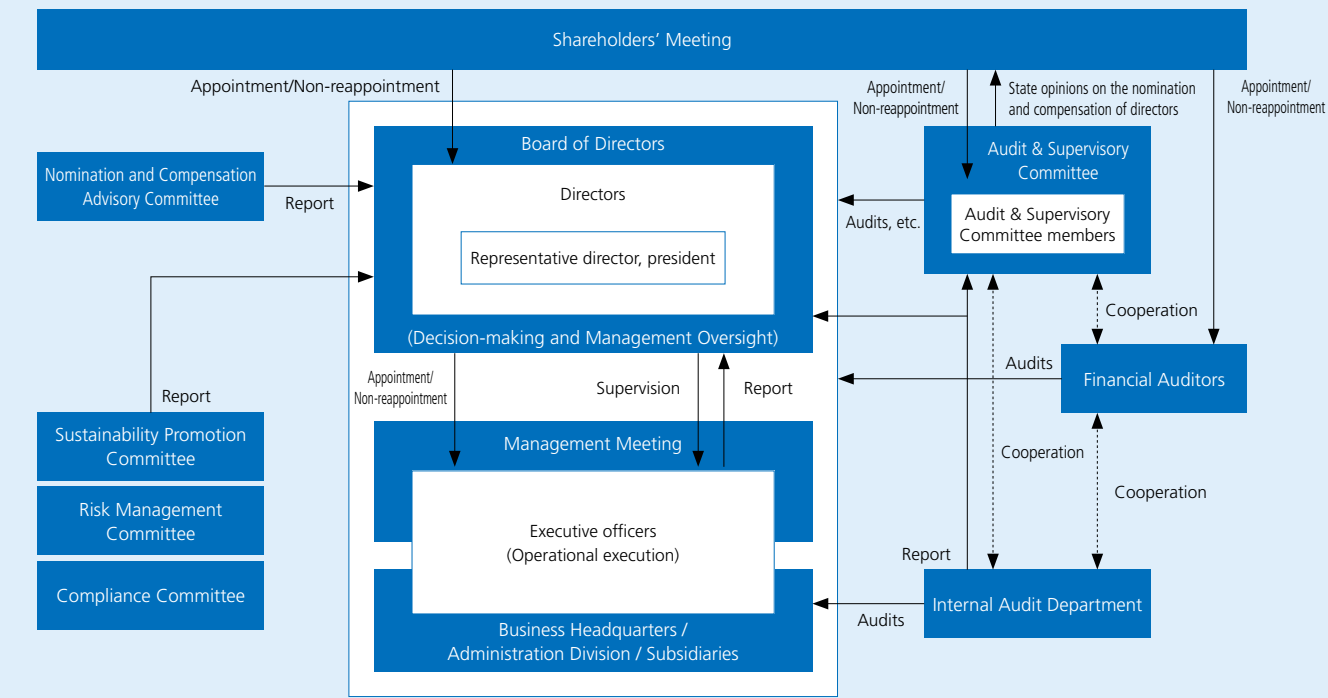 Shareholders' Meeting
Appointment/Non-reappointment
Appointment/
Non-reappointment
State opinions on the nomination
and compensation of directors
Appointment/
Non-reappointment
Board of Directors
Audit & Supervisory
Committee
Nomination and Compensation
Advisory Committee
Report
Directors
Audits, etc.
Audit & Supervisory
Committee members
Representative director, president
Cooperation
(Decision-making and Management Oversight)
Appointment/
Non-reappointment
Supervision
Report
Audits
Financial Auditors
Report
Sustainability Promotion
Committee
Management Meeting
Cooperation
Cooperation
Risk Management
Committee
Executive officers
(Operational execution)
Report
Compliance Committee
Audits
Internal Audit Department
Business Headquarters /
Administration Division / Subsidiaries